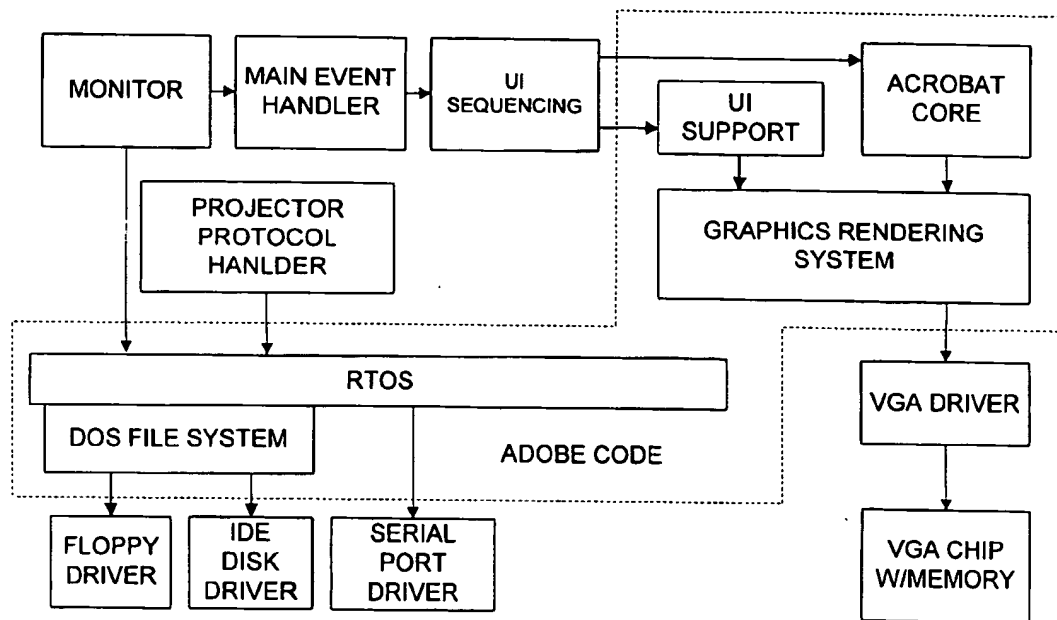 MONITOR
MAIN EVENT
HANDLER
UI
SEQUENCING
UI
SUPPORT
ACROBAT
CORE
PROJECTOR
PROTOCOL
HANLDER
GRAPHICS RENDERING
SYSTEM
RTOS
DOS FILE SYSTEM
ADOBE CODE
VGA DRIVER
FLOPPY
DRIVER
IDE
DISK
DRIVER
SERIAL
PORT
DRIVER
VGA CHIP
W/MEMORY